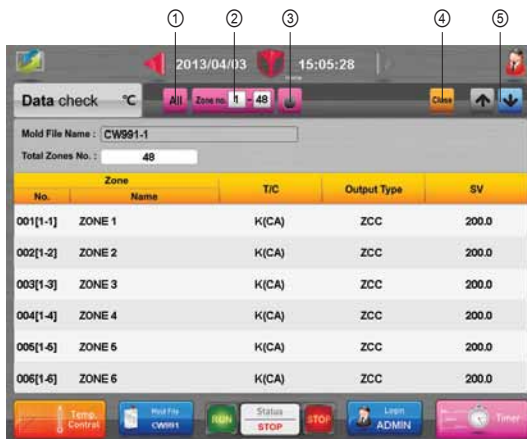 ① ② ③ ④ ⑤
2013/04/03 Home 15:05:28
Data check ℃ All Zone no. 1 - 48 Close
Mold File Name : CW991-1
Total Zones No. : 48
Zone
No. Name T/C Output Type SV
001[1-1] ZONE 1 K(CA) ZCC 200.0
002[1-2] ZONE 2 K(CA) ZCC 200.0
003[1-3] ZONE 3 K(CA) ZCC 200.0
004[1-4] ZONE 4 K(CA) ZCC 200.0
005[1-5] ZONE 5 K(CA) ZCC 200.0
006[1-6] ZONE 6 K(CA) ZCC 200.0
Temp. Control Mold File CW991 RUN Status STOP STOP Login ADMIN Timer